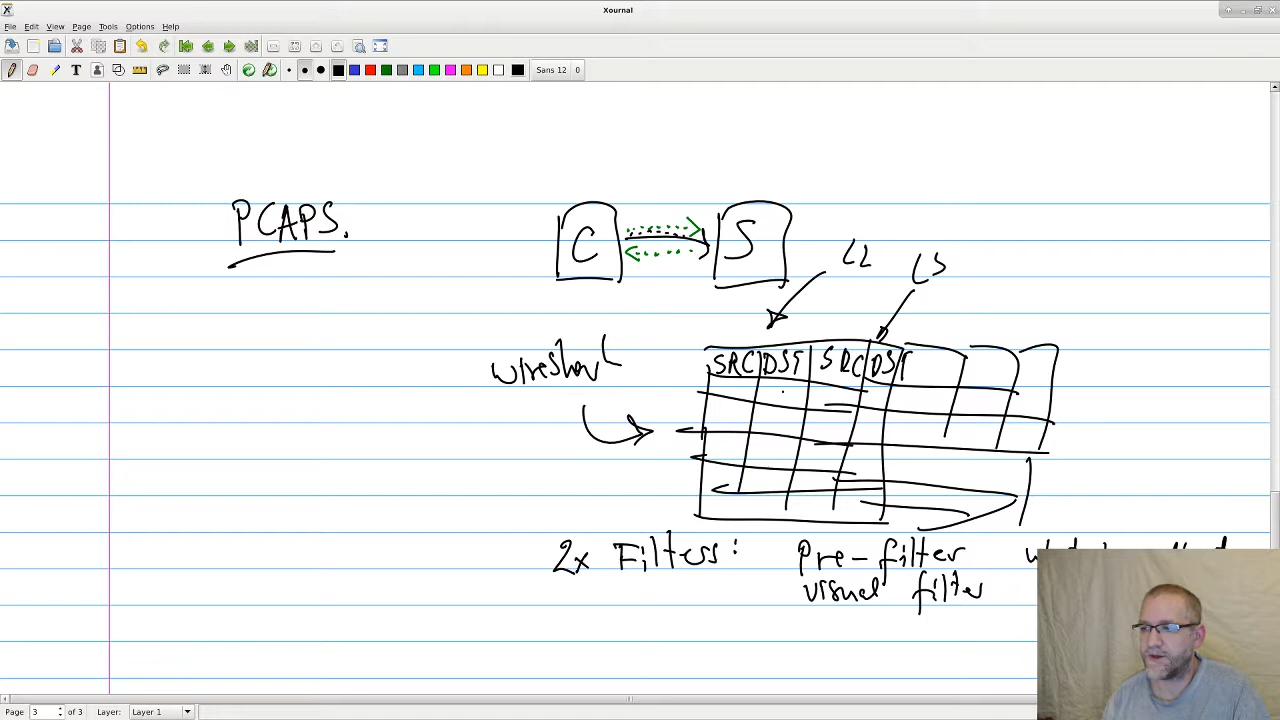 Xournal
File Edit View Page Tools Options Help
Sans 12 0
PCAPS.
C S
L2 L3
wireshark
SRC DST SRC DST
2x Filters: Pre-filter
visual filter
Page 3 of 3 Layer: Layer 1